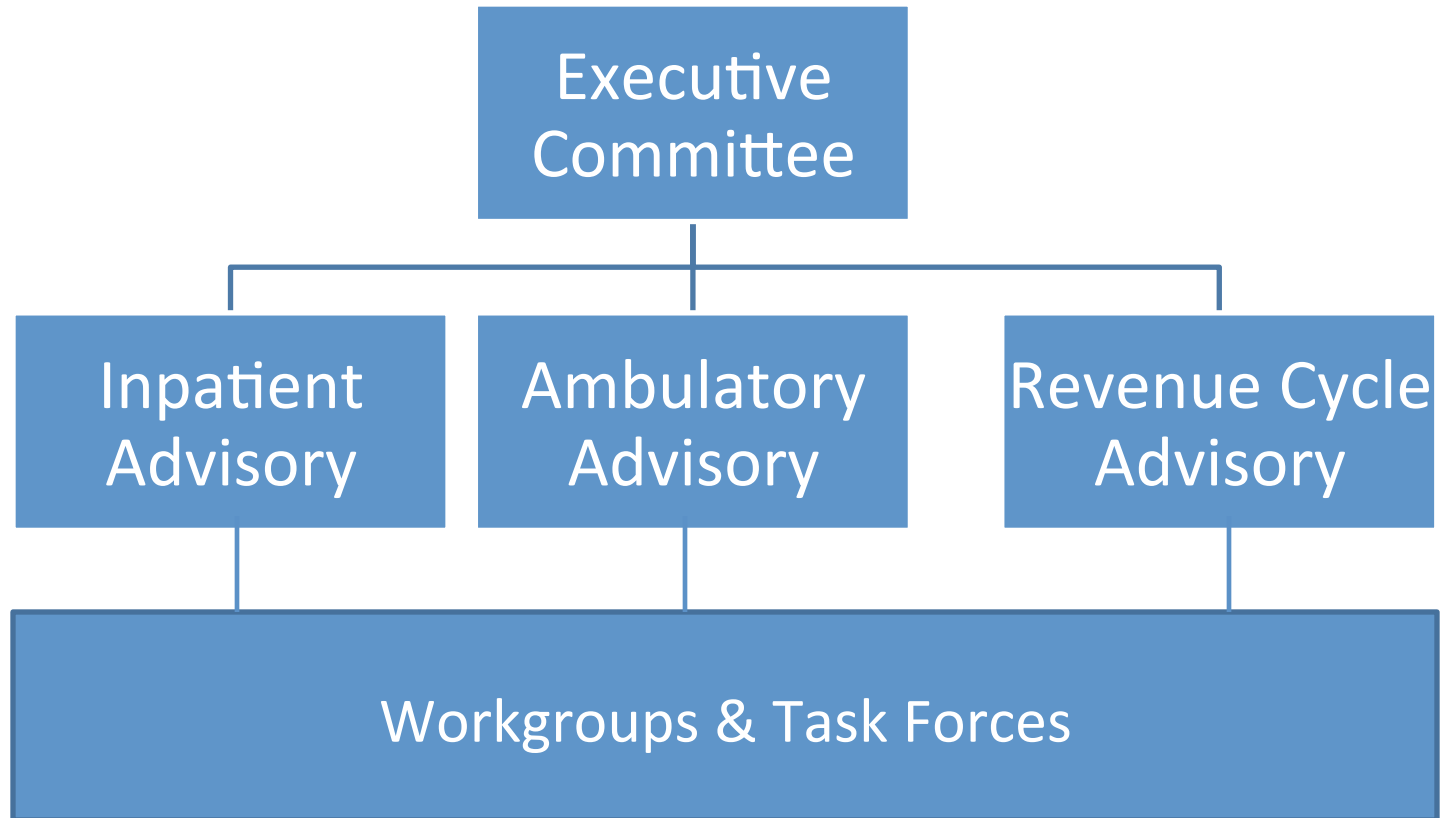 Executive
Committee
Inpatient
Advisory
Ambulatory
Advisory
Revenue Cycle
Advisory
Workgroups & Task Forces